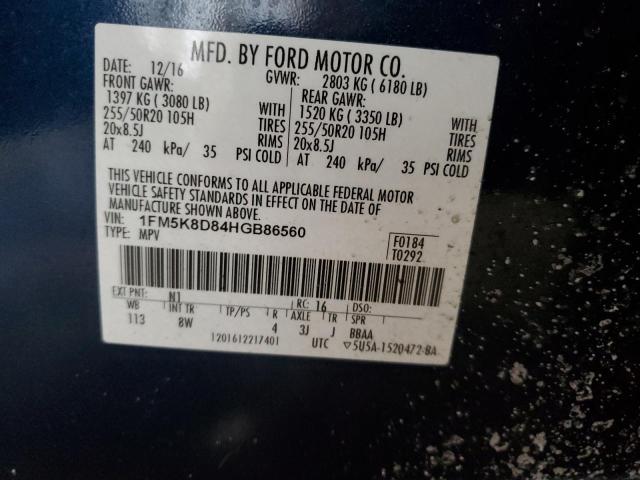 MFD. BY FORD MOTOR CO.
DATE: 12/16 GVWR: 2803 KG ( 6180 LB)
FRONT GAWR: REAR GAWR:
1397 KG ( 3080 LB) WITH 1520 KG ( 3350 LB) WITH
255/50R20 105H TIRES 255/50R20 105H TIRES
20x8.5J RIMS 20x8.5J RIMS
AT 240 kPa/ 35 PSI COLD AT 240 kPa/ 35 PSI COLD
THIS VEHICLE CONFORMS TO ALL APPLICABLE FEDERAL MOTOR
VEHICLE SAFETY STANDARDS IN EFFECT ON THE DATE OF
MANUFACTURE SHOWN ABOVE.
VIN: 1FM5K8D84HGB86560 F0184
TYPE: MPV T0292
EXT PNT: N1 RC: 16 DSO:
WB INT TR TP/PS R AXLE TR SPR
113 8W 4 3J J BBAA
1201612217401 UTC ▽5U5A-1520472-BA